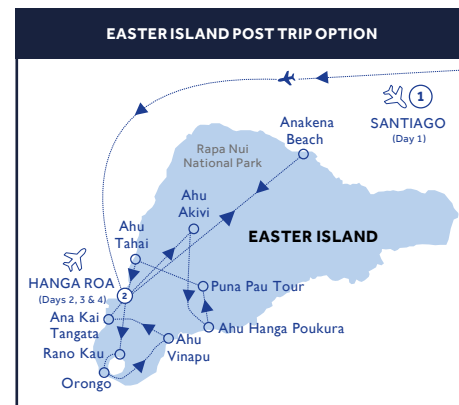 EASTER ISLAND POST TRIP OPTION
1
SANTIAGO
(Day 1)
Anakena
Beach
Rapa Nui
National Park
Ahu
Akivi
Ahu
Tahai
EASTER ISLAND
HANGA ROA
(Days 2, 3 & 4)
2
Puna Pau Tour
Ana Kai
Tangata
Ahu Hanga Poukura
Rano Kau
Ahu
Vinapu
Orongo